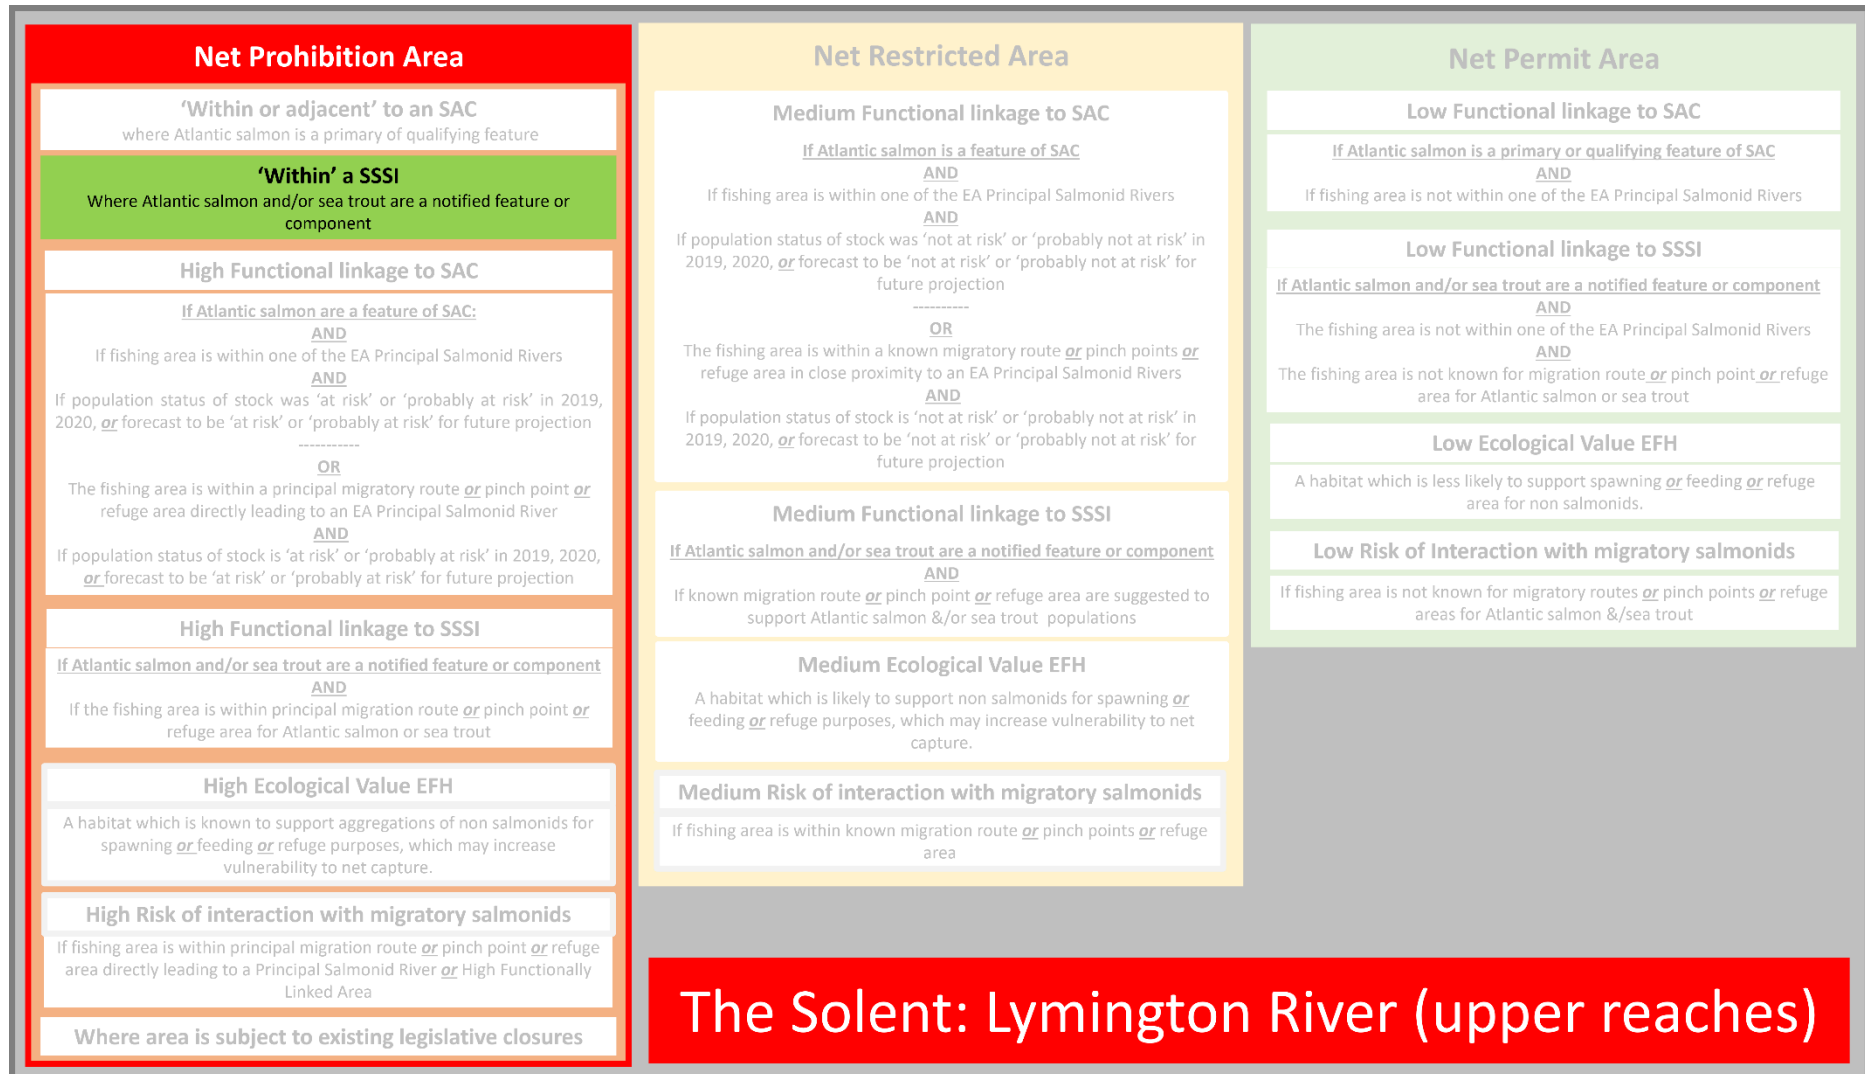 Net Prohibition Area
‘Within or adjacent’ to an SAC
where Atlantic salmon is a primary of qualifying feature
‘Within’ a SSSI
Where Atlantic salmon and/or sea trout are a notified feature or
component
High Functional linkage to SAC
If Atlantic salmon are a feature of SAC:
AND
If fishing area is within one of the EA Principal Salmonid Rivers
AND
If population status of stock was ‘at risk’ or ‘probably at risk’ in 2019,
2020, or forecast to be ‘at risk’ or ‘probably at risk’ for future projection
-----------
OR
The fishing area is within a principal migratory route or pinch point or
refuge area directly leading to an EA Principal Salmonid River
AND
If population status of stock is ‘at risk’ or ‘probably at risk’ in 2019, 2020,
or forecast to be ‘at risk’ or ‘probably at risk’ for future projection
High Functional linkage to SSSI
If Atlantic salmon and/or sea trout are a notified feature or component
AND
If the fishing area is within principal migration route or pinch point or
refuge area for Atlantic salmon or sea trout
High Ecological Value EFH
A habitat which is known to support aggregations of non salmonids for
spawning or feeding or refuge purposes, which may increase
vulnerability to net capture.
High Risk of interaction with migratory salmonids
If fishing area is within principal migration route or pinch point or refuge
area directly leading to a Principal Salmonid River or High Functionally
Linked Area
Where area is subject to existing legislative closures
Net Restricted Area
Medium Functional linkage to SAC
If Atlantic salmon is a feature of SAC
AND
If fishing area is within one of the EA Principal Salmonid Rivers
AND
If population status of stock was ‘not at risk’ or ‘probably not at risk’ in
2019, 2020, or forecast to be ‘not at risk’ or ‘probably not at risk’ for
future projection
----------
OR
The fishing area is within a known migratory route or pinch points or
refuge area in close proximity to an EA Principal Salmonid Rivers
AND
If population status of stock is ‘not at risk’ or ‘probably not at risk’ in
2019, 2020, or forecast to be ‘not at risk’ or ‘probably not at risk’ for
future projection
Medium Functional linkage to SSSI
If Atlantic salmon and/or sea trout are a notified feature or component
AND
If known migration route or pinch point or refuge area are suggested to
support Atlantic salmon &/or sea trout populations
Medium Ecological Value EFH
A habitat which is likely to support non salmonids for spawning or
feeding or refuge purposes, which may increase vulnerability to net
capture.
Medium Risk of interaction with migratory salmonids
If fishing area is within known migration route or pinch points or refuge
area
Net Permit Area
Low Functional linkage to SAC
If Atlantic salmon is a primary or qualifying feature of SAC
AND
If fishing area is not within one of the EA Principal Salmonid Rivers
Low Functional linkage to SSSI
If Atlantic salmon and/or sea trout are a notified feature or component
AND
The fishing area is not within one of the EA Principal Salmonid Rivers
AND
The fishing area is not known for migration route or pinch point or refuge
area for Atlantic salmon or sea trout
Low Ecological Value EFH
A habitat which is less likely to support spawning or feeding or refuge
area for non salmonids.
Low Risk of Interaction with migratory salmonids
If fishing area is not known for migratory routes or pinch points or refuge
areas for Atlantic salmon &/sea trout
The Solent: Lymington River (upper reaches)